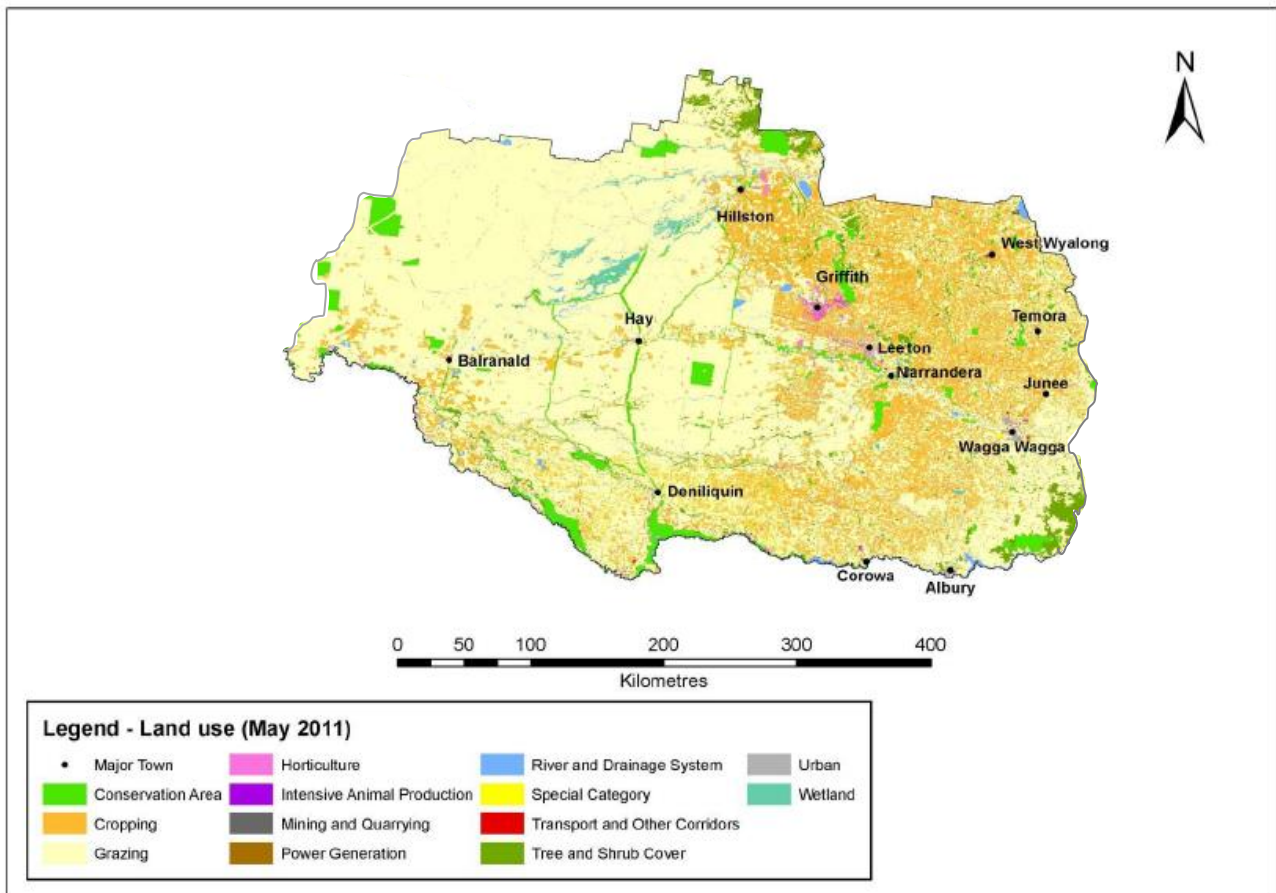 N
Hillston
West Wyalong
Griffith
Temora
Hay
Leeton
Balranald
Narrandera
Junee
Wagga Wagga
Deniliquin
Corowa
Albury
0 50 100 200 300 400
Kilometres
Legend - Land use (May 2011)
Major Town Horticulture River and Drainage System Urban
Conservation Area Intensive Animal Production Special Category Wetland
Cropping Mining and Quarrying Transport and Other Corridors
Grazing Power Generation Tree and Shrub Cover